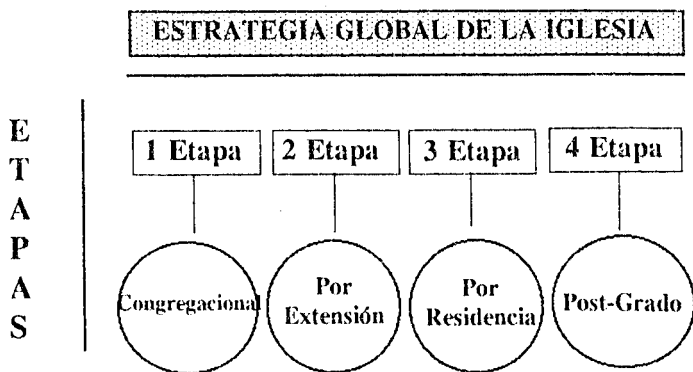 ESTRATEGIA GLOBAL DE LA IGLESIA
ETAPAS
1 Etapa
2 Etapa
3 Etapa
4 Etapa
Congregacional
Por
Extensión
Por
Residencia
Post-Grado